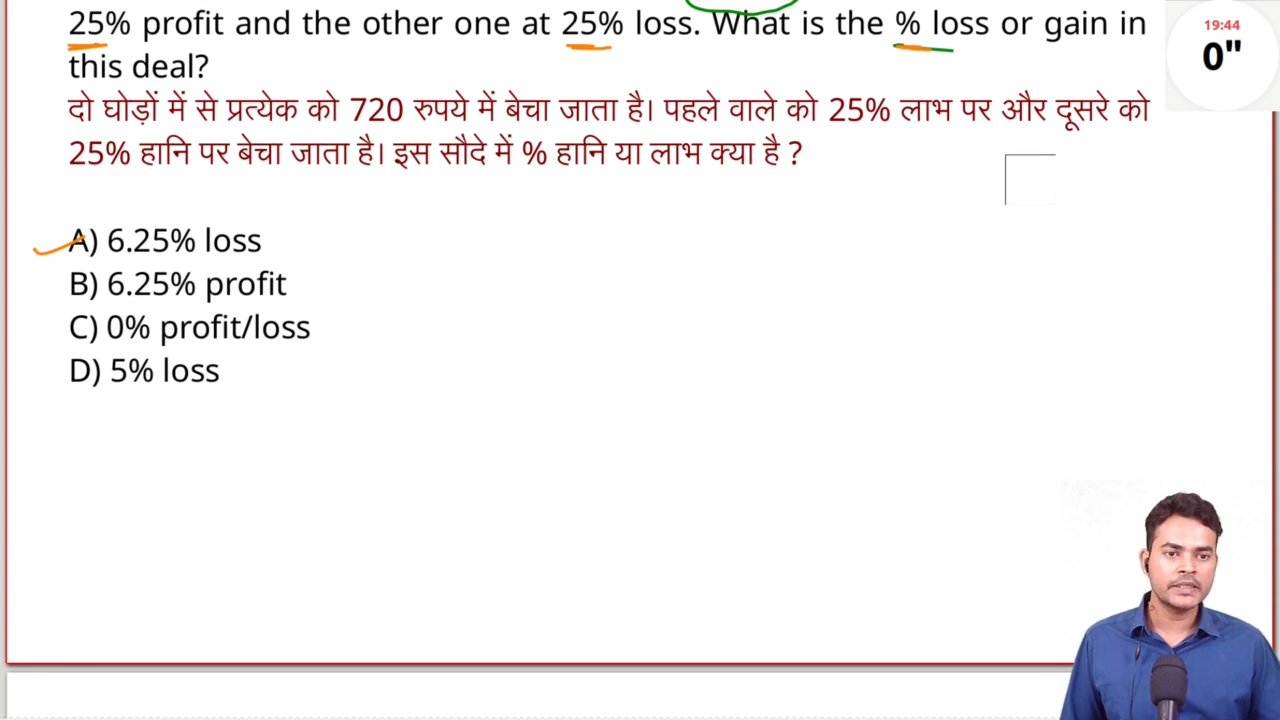 25% profit and the other one at 25% loss. What is the % loss or gain in
this deal?
दो घोड़ों में से प्रत्येक को 720 रुपये में बेचा जाता है। पहले वाले को 25% लाभ पर और दूसरे को
25% हानि पर बेचा जाता है। इस सौदे में % हानि या लाभ क्या है ?
A) 6.25% loss
B) 6.25% profit
C) 0% profit/loss
D) 5% loss
19:44
0"